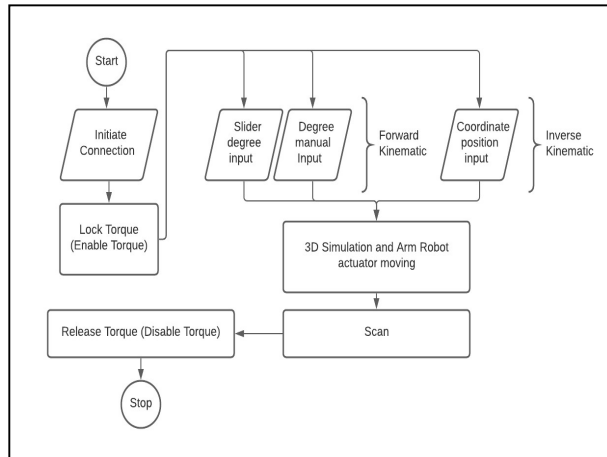 Start
Initiate
Connection
Lock Torque
(Enable Torque)
Slider
degree
input
Degree
manual
Input
Forward
Kinematic
Coordinate
position
input
Inverse
Kinematic
3D Simulation and Arm Robot
actuator moving
Scan
Release Torque (Disable Torque)
Stop